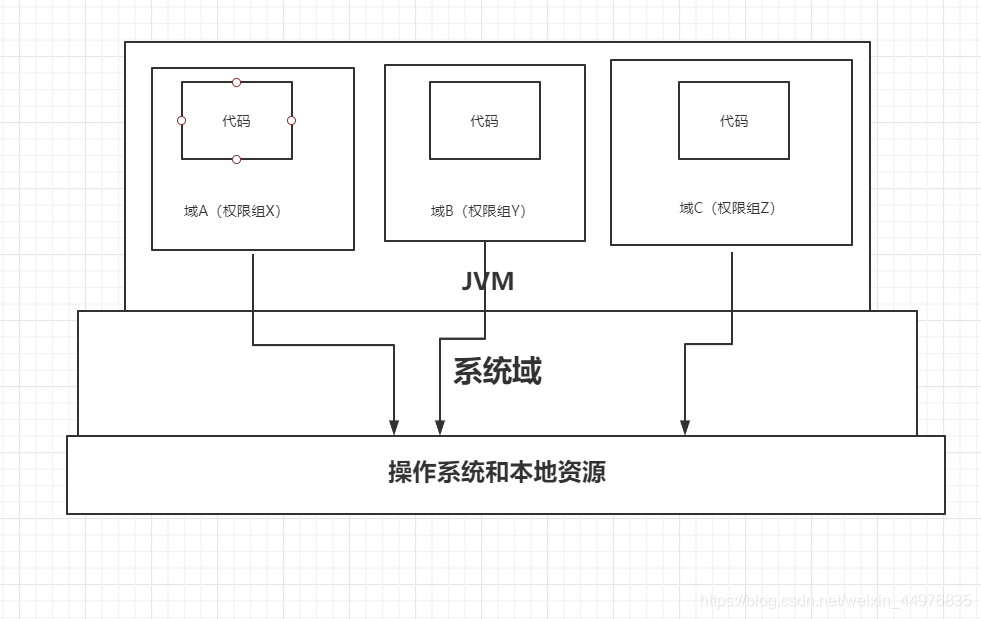 代码
代码
代码
域A（权限组X）
域B（权限组Y）
域C（权限组Z）
JVM
系统域
操作系统和本地资源
https://blog.csdn.net/weixin_44976835